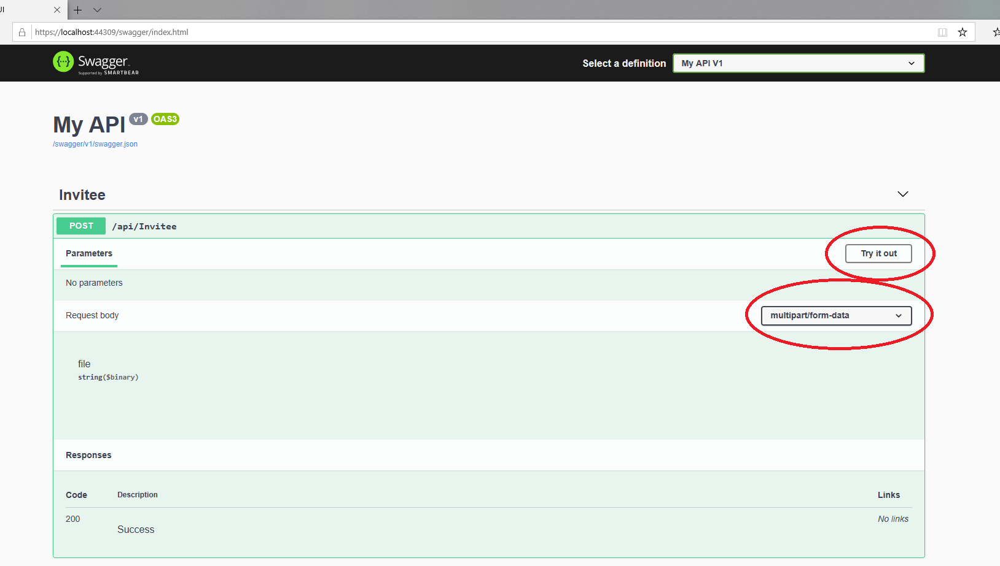 UI
https://localhost:44309/swagger/index.html
{···} Swagger
Supported by SMARTBEAR
Select a definition
My API V1
My API v1 OAS3
/swagger/v1/swagger.json
Invitee
POST /api/Invitee
Parameters
Try it out
No parameters
Request body
multipart/form-data
file
string($binary)
Responses
Code Description Links
200 Success No links